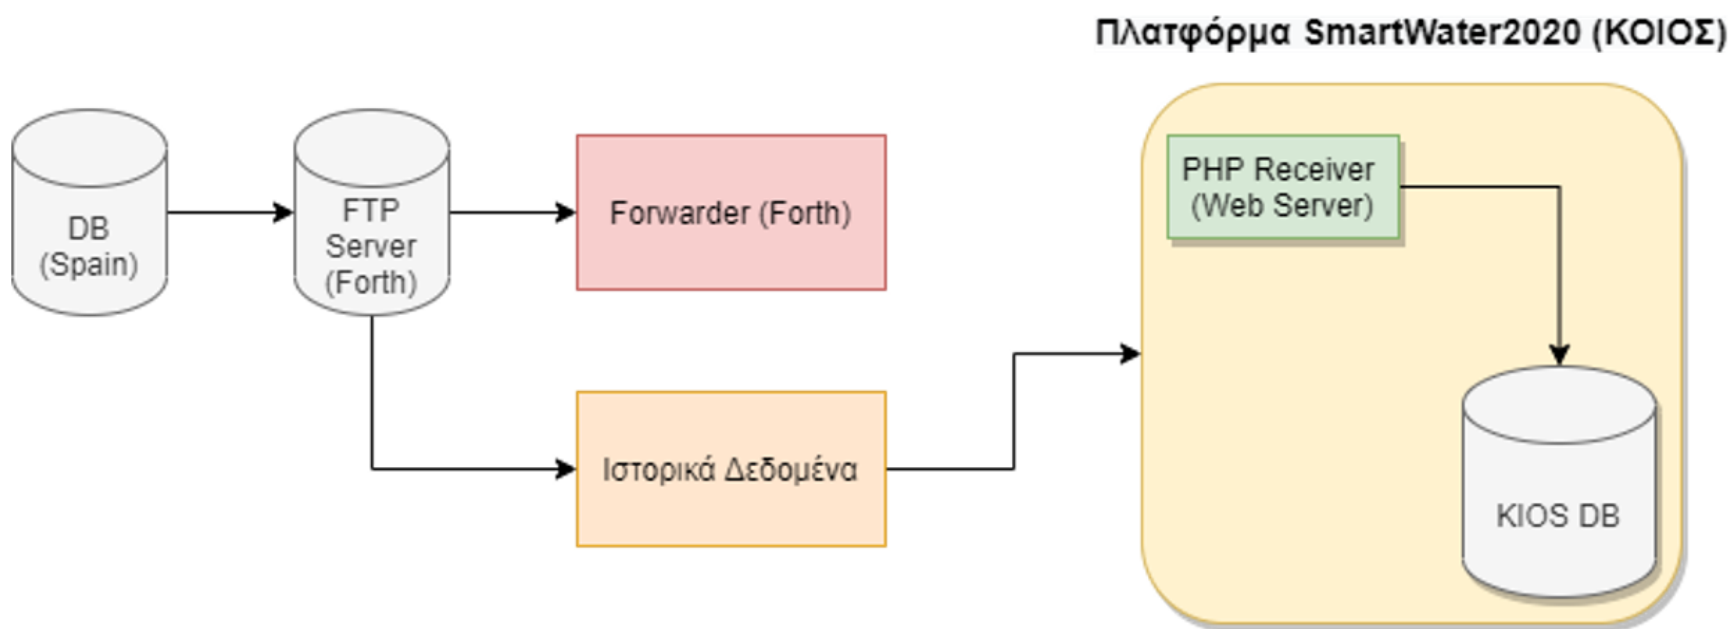 Πλατφόρμα SmartWater2020 (ΚΟΙΟΣ)
DB
(Spain)
FTP
Server
(Forth)
Forwarder (Forth)
Ιστορικά Δεδομένα
PHP Receiver
(Web Server)
KIOS DB